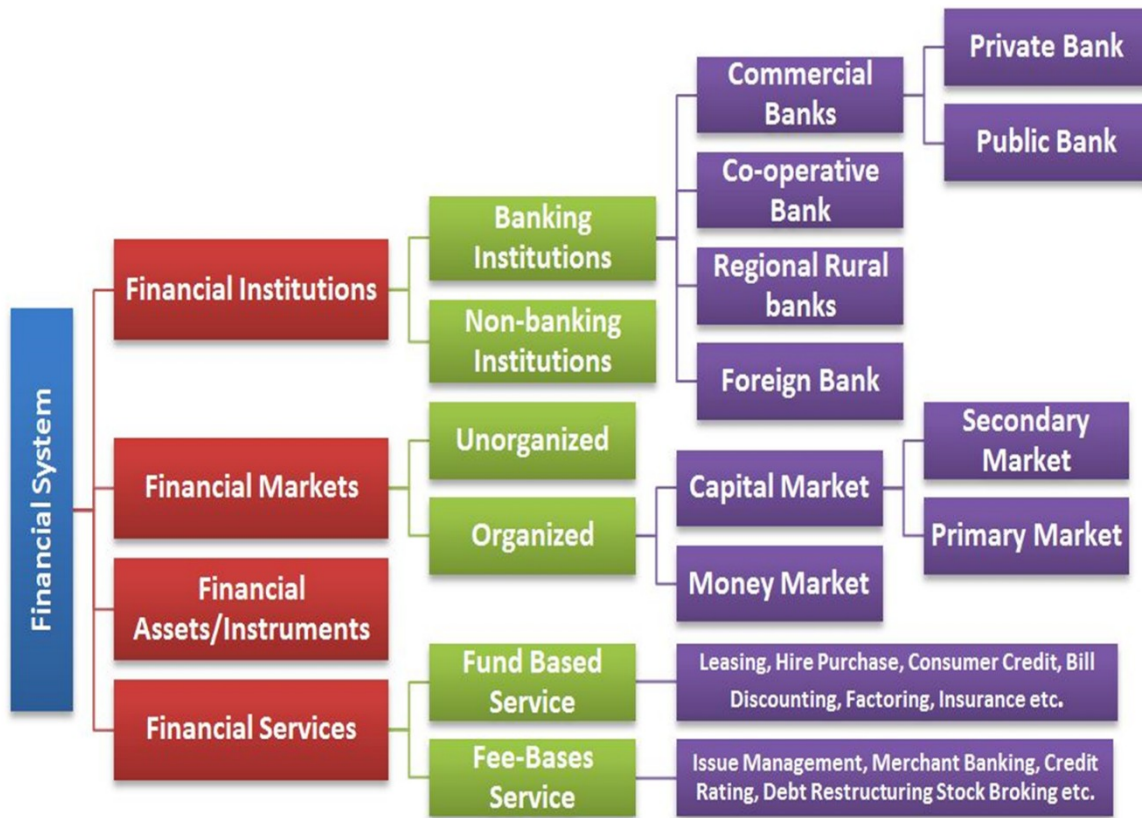 Financial System
Financial Institutions
Banking
Institutions
Commercial
Banks
Private Bank
Public Bank
Co-operative
Bank
Regional Rural
banks
Foreign Bank
Non-banking
Institutions
Financial Markets
Unorganized
Organized
Capital Market
Secondary
Market
Primary Market
Money Market
Financial
Assets/Instruments
Financial Services
Fund Based
Service
Leasing, Hire Purchase, Consumer Credit, Bill
Discounting, Factoring, Insurance etc.
Fee-Bases
Service
Issue Management, Merchant Banking, Credit
Rating, Debt Restructuring Stock Broking etc.